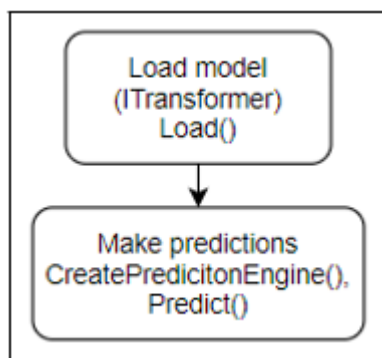 Load model
(ITransformer)
Load()
Make predictions
CreatePredicitonEngine(),
Predict()